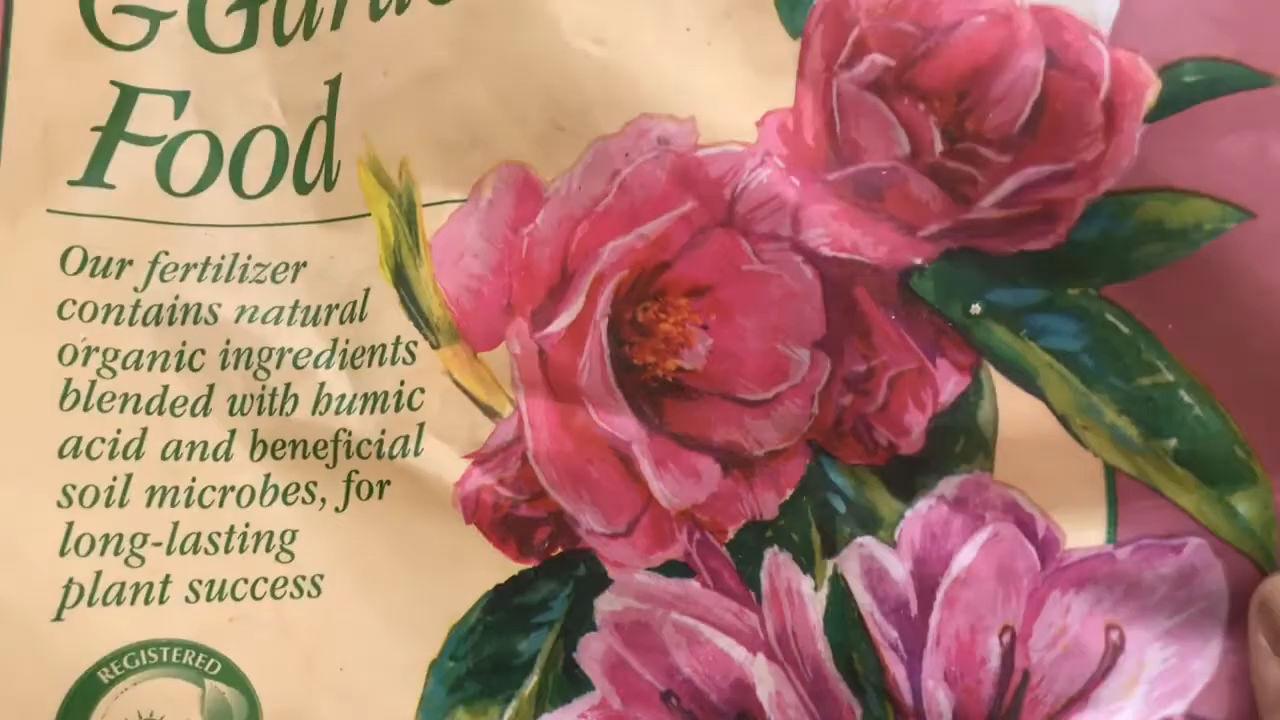 & Garde
Food
Our fertilizer
contains natural
organic ingredients
blended with humic
acid and beneficial
soil microbes, for
long-lasting
plant success
REGISTERED